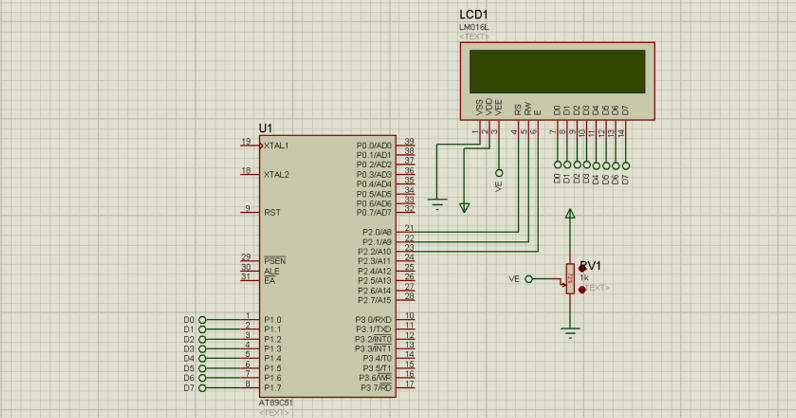 LCD1
LM016L
<TEXT>
VSS
VDD
VEE
RS
RW
E
D0
D1
D2
D3
D4
D5
D6
D7
1
2
3
4
5
6
7
8
9
10
11
12
13
14
VE
D0
D1
D2
D3
D4
D5
D6
D7
U1
19 XTAL1 P0.0/AD0 39
P0.1/AD1 38
P0.2/AD2 37
18 XTAL2 P0.3/AD3 36
P0.4/AD4 35
P0.5/AD5 34
P0.6/AD6 33
9 RST P0.7/AD7 32
P2.0/A8 21
P2.1/A9 22
P2.2/A10 23
29 PSEN P2.3/A11 24
30 ALE P2.4/A12 25
31 EA P2.5/A13 26
P2.6/A14 27
P2.7/A15 28
D0 1 P1.0 P3.0/RXD 10
D1 2 P1.1 P3.1/TXD 11
D2 3 P1.2 P3.2/INT0 12
D3 4 P1.3 P3.3/INT1 13
D4 5 P1.4 P3.4/T0 14
D5 6 P1.5 P3.5/T1 15
D6 7 P1.6 P3.6/WR 16
D7 8 P1.7 P3.7/RD 17
AT89C51
<TEXT>
RV1
VE
1k
<TEXT>